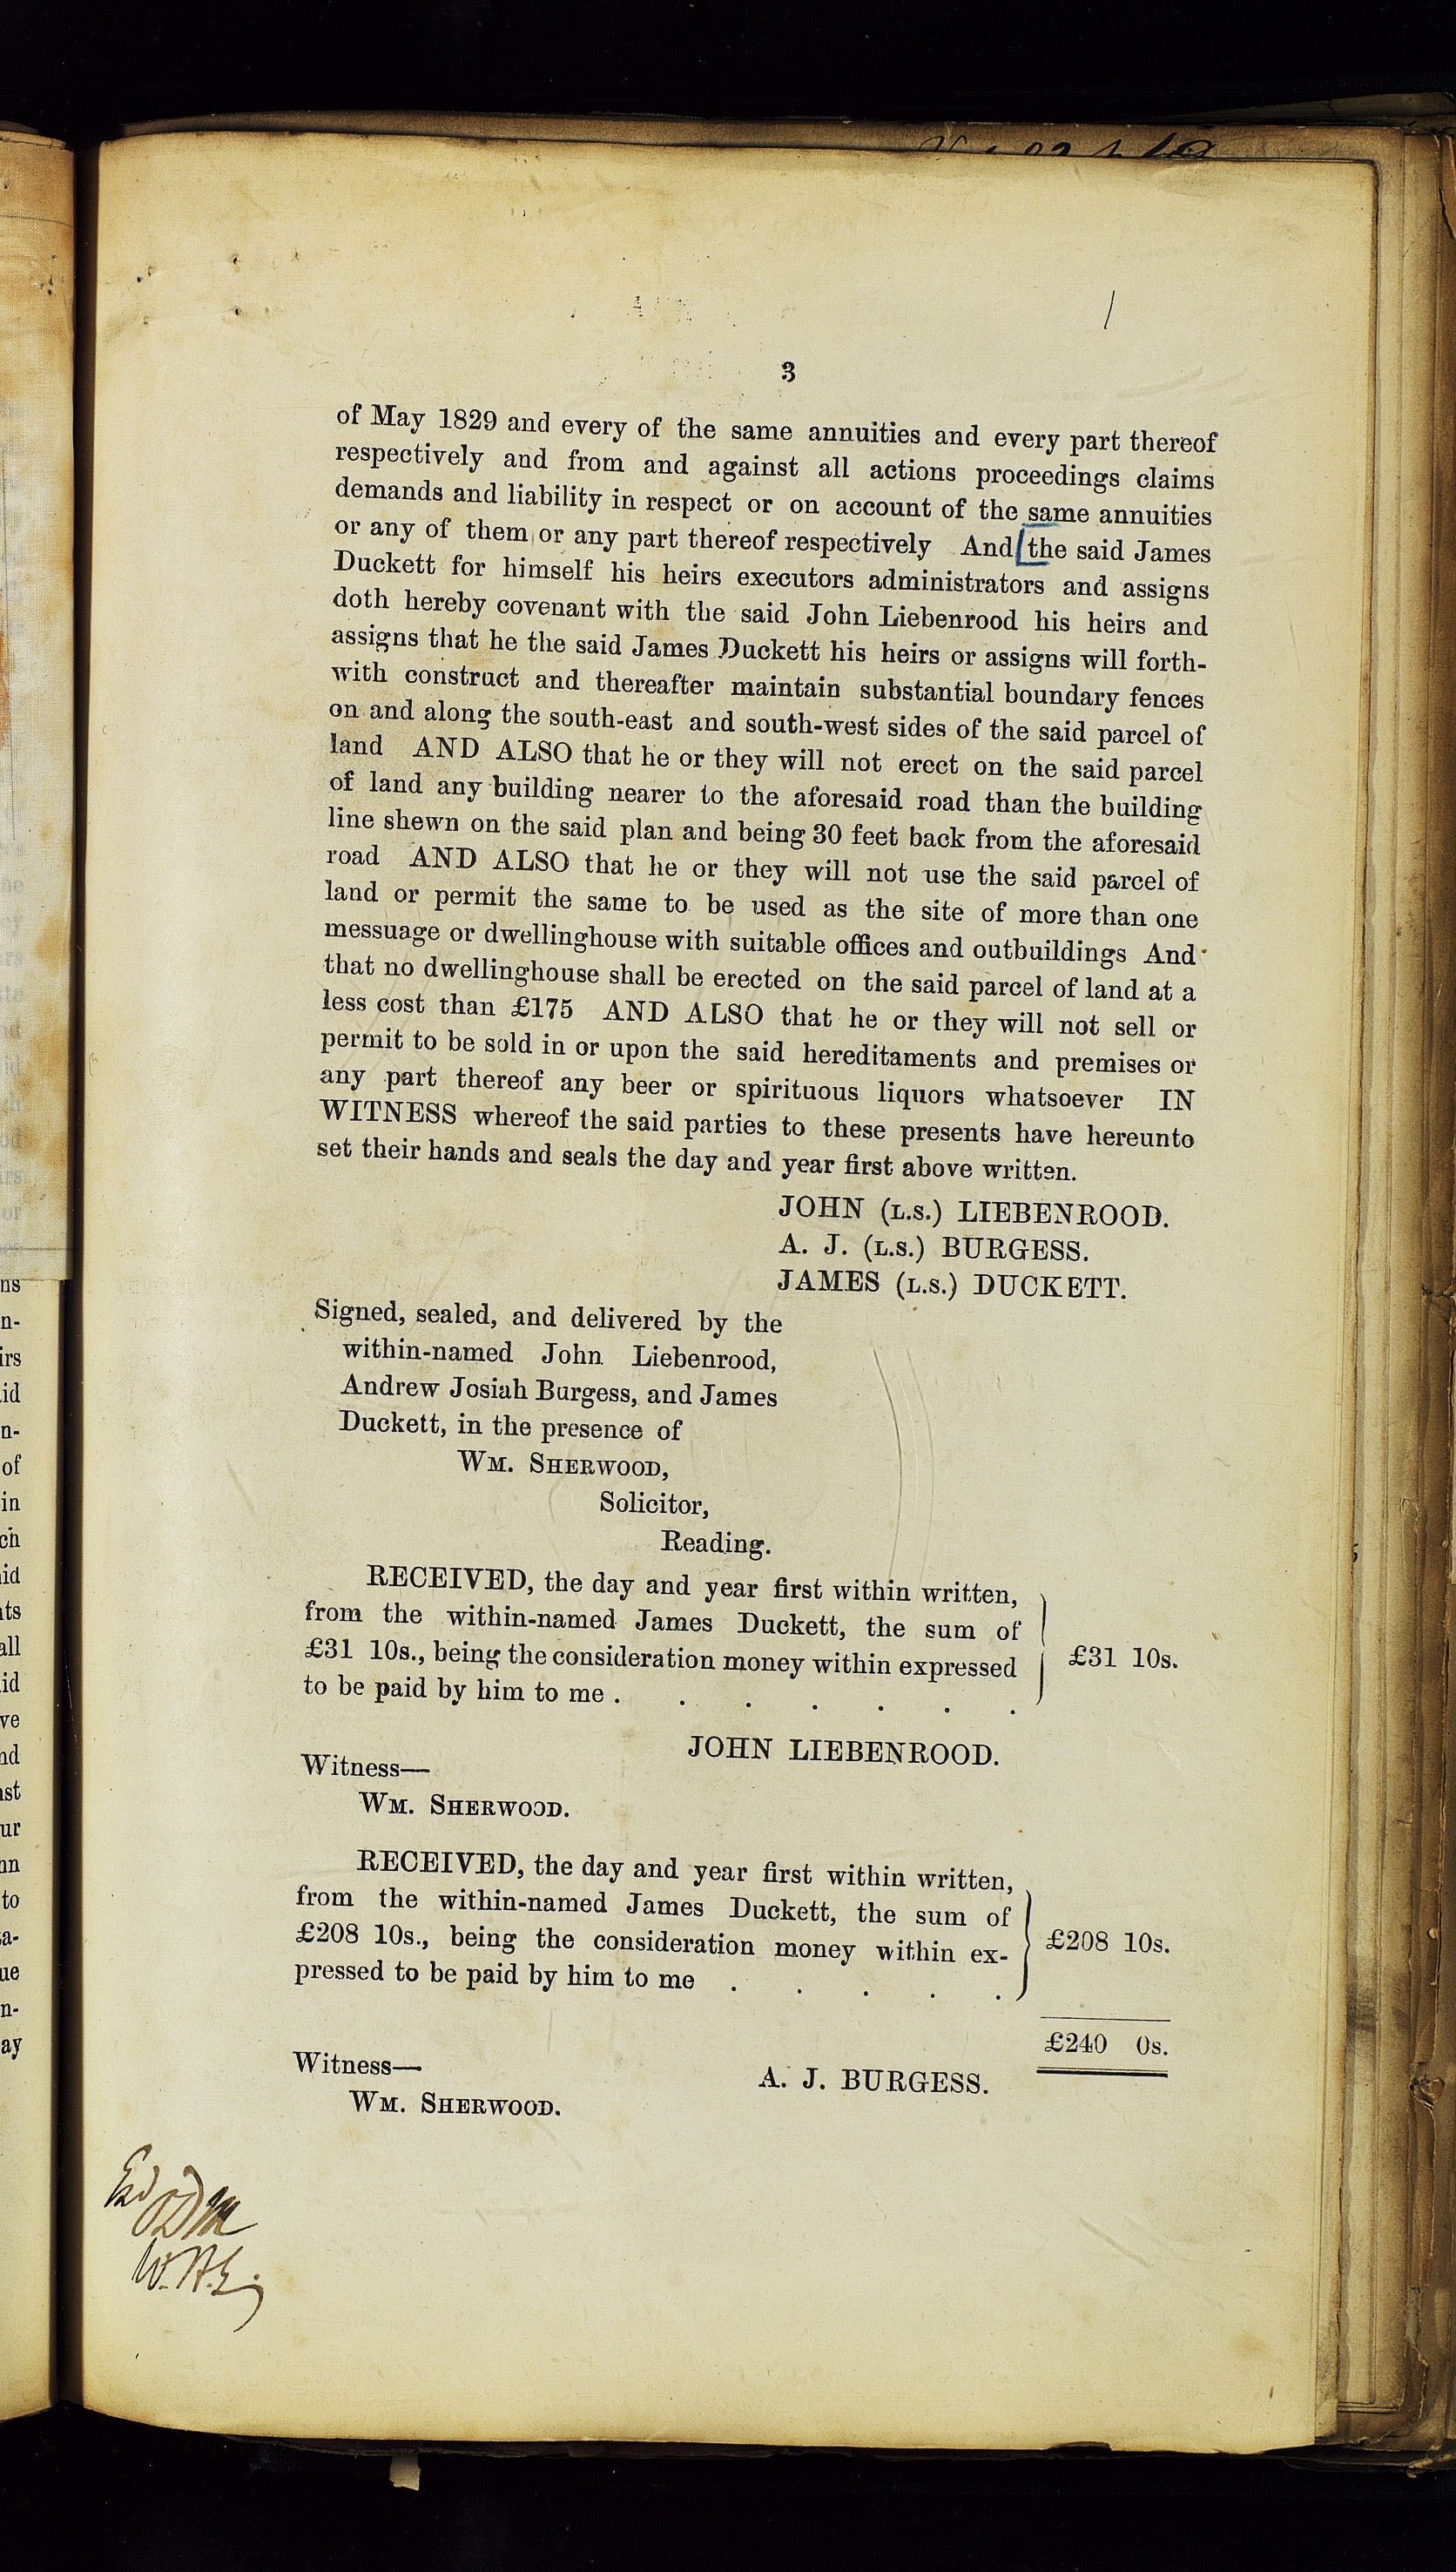 3
of May 1829 and every of the same annuities and every part thereof
respectively and from and against all actions proceedings claims
demands and liability in respect or on account of the same annuities
or any of them or any part thereof respectively And [the said James
Duckett for himself his heirs executors administrators and assigns
doth hereby covenant with the said John Liebenrood his heirs and
assigns that he the said James Duckett his heirs or assigns will forth-
with construct and thereafter maintain substantial boundary fences
on and along the south-east and south-west sides of the said parcel of
land AND ALSO that he or they will not erect on the said parcel
of land any building nearer to the aforesaid road than the building
line shewn on the said plan and being 30 feet back from the aforesaid
road AND ALSO that he or they will not use the said parcel of
land or permit the same to be used as the site of more than one
messuage or dwellinghouse with suitable offices and outbuildings And
that no dwellinghouse shall be erected on the said parcel of land at a
less cost than £175 AND ALSO that he or they will not sell or
permit to be sold in or upon the said hereditaments and premises or
any part thereof any beer or spirituous liquors whatsoever IN
WITNESS whereof the said parties to these presents have hereunto
set their hands and seals the day and year first above written.
JOHN (L.S.) LIEBENROOD.
A. J. (L.S.) BURGESS.
JAMES (L.S.) DUCKETT.
Signed, sealed, and delivered by the
within-named John Liebenrood,
Andrew Josiah Burgess, and James
Duckett, in the presence of
WM. SHERWOOD,
Solicitor,
Reading.
RECEIVED, the day and year first within written,
from the within-named James Duckett, the sum of
£31 10s., being the consideration money within expressed £31 10s.
to be paid by him to me . . . . . . .
JOHN LIEBENROOD.
Witness—
WM. SHERWOOD.
RECEIVED, the day and year first within written,
from the within-named James Duckett, the sum of
£208 10s., being the consideration money within ex- £208 10s.
pressed to be paid by him to me . . . . .
£240 0s.
Witness—
A. J. BURGESS.
WM. SHERWOOD.